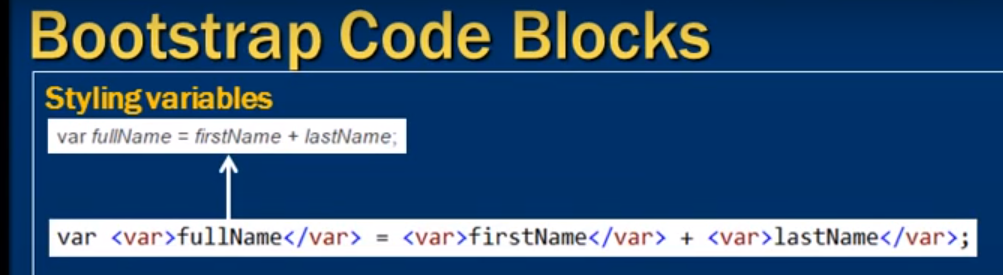 Bootstrap Code Blocks
Styling variables
var fullName = firstName + lastName;
var <var>fullName</var> = <var>firstName</var> + <var>lastName</var>;